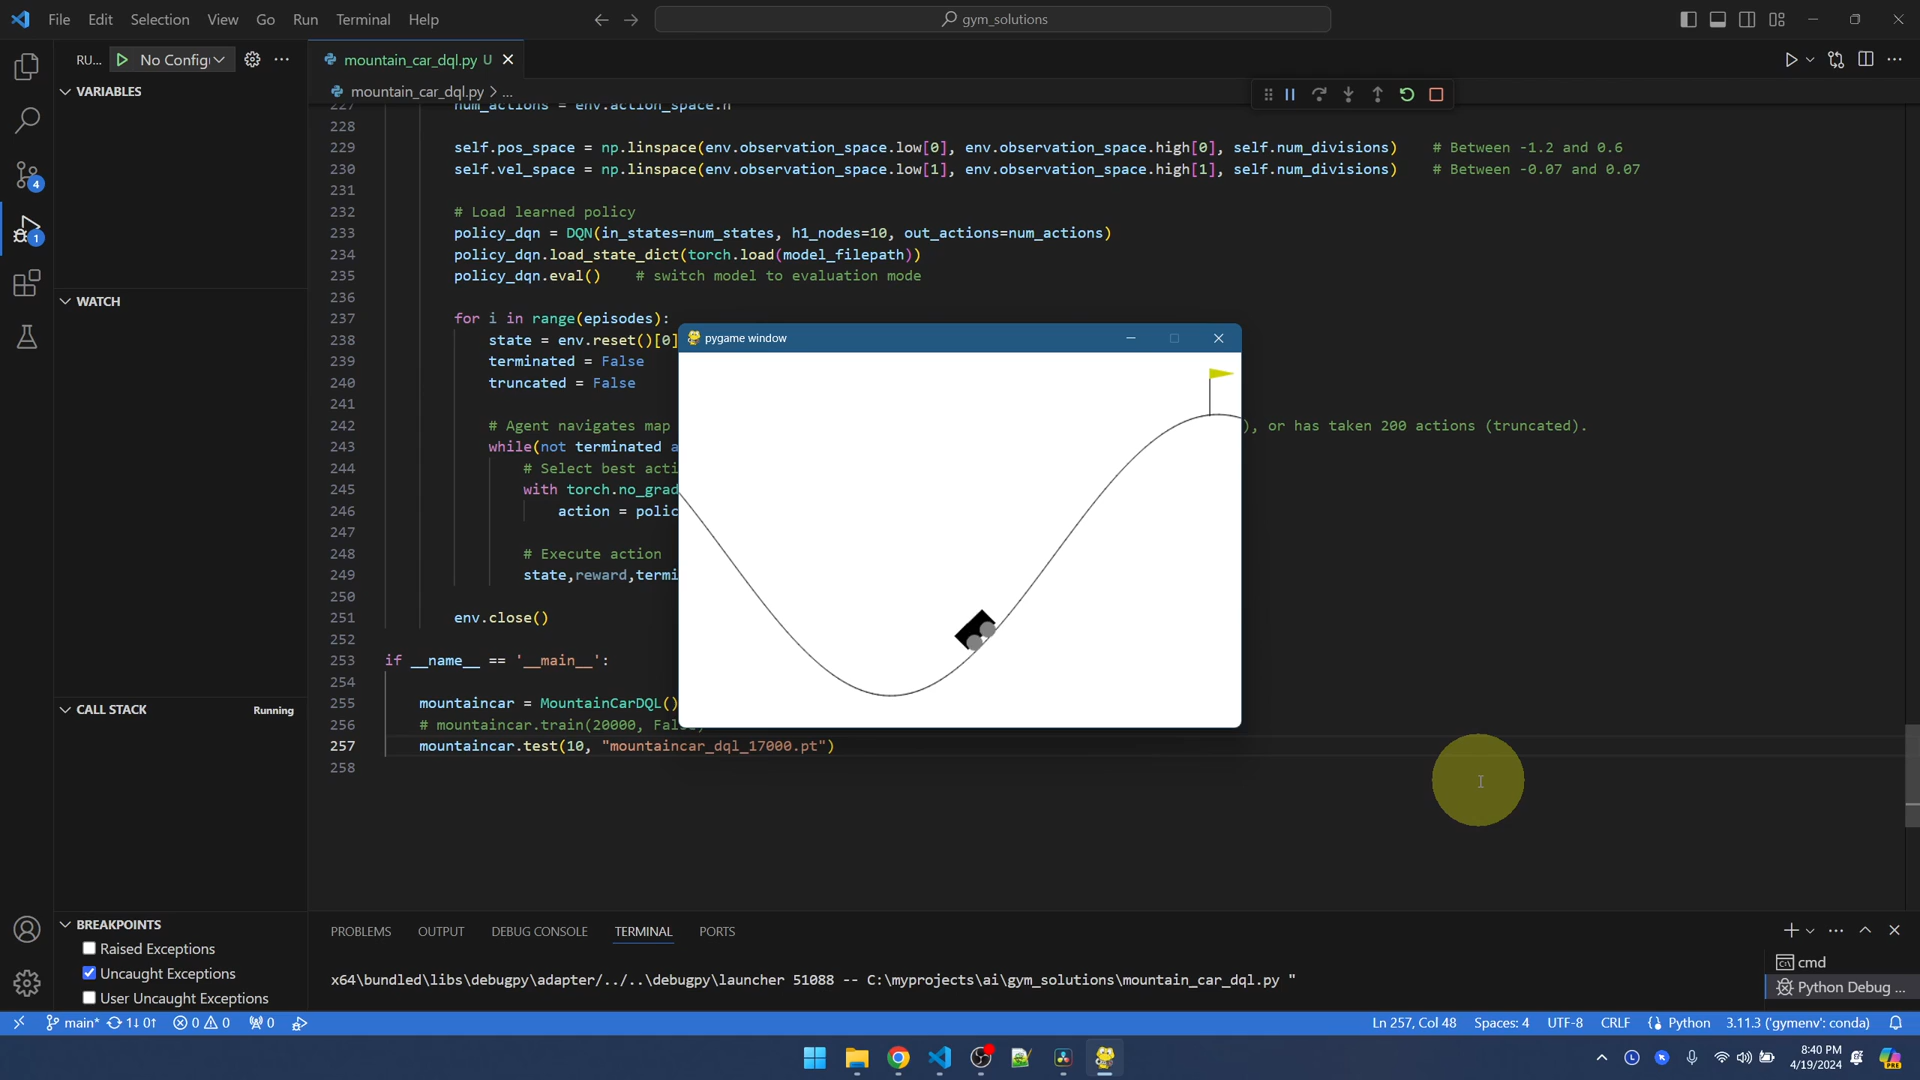 File Edit Selection View Go Run Terminal Help
gym_solutions
RU... No Config
mountain_car_dql.py U
mountain_car_dql.py > ...
VARIABLES
WATCH
CALL STACK
Running
BREAKPOINTS
Raised Exceptions
Uncaught Exceptions
User Uncaught Exceptions
227 num_actions = env.action_space.n
228
229 self.pos_space = np.linspace(env.observation_space.low[0], env.observation_space.high[0], self.num_divisions) # Between -1.2 and 0.6
230 self.vel_space = np.linspace(env.observation_space.low[1], env.observation_space.high[1], self.num_divisions) # Between -0.07 and 0.07
231
232 # Load learned policy
233 policy_dqn = DQN(in_states=num_states, h1_nodes=10, out_actions=num_actions)
234 policy_dqn.load_state_dict(torch.load(model_filepath))
235 policy_dqn.eval() # switch model to evaluation mode
236
237 for i in range(episodes):
238 state = env.reset()[0]
239 terminated = False
240 truncated = False
241
242 # Agent navigates map ), or has taken 200 actions (truncated).
243 while(not terminated a
244 # Select best acti
245 with torch.no_grad
246 action = polic
247
248 # Execute action
249 state,reward,termi
250
251 env.close()
252
253 if __name__ == '__main__':
254
255 mountaincar = MountainCarDQL()
256 # mountaincar.train(20000, False)
257 mountaincar.test(10, "mountaincar_dql_17000.pt")
258
pygame window
PROBLEMS OUTPUT DEBUG CONSOLE TERMINAL PORTS
x64\bundled\libs\debugpy\adapter/../..\debugpy\launcher 51088 -- C:\myprojects\ai\gym_solutions\mountain_car_dql.py "
cmd
Python Debug ...
4
1
main* 1↓ 0↑ 0 0 0
Ln 257, Col 48 Spaces: 4 UTF-8 CRLF Python 3.11.3 ('gymenv': conda)
8:40 PM
4/19/2024
PRE